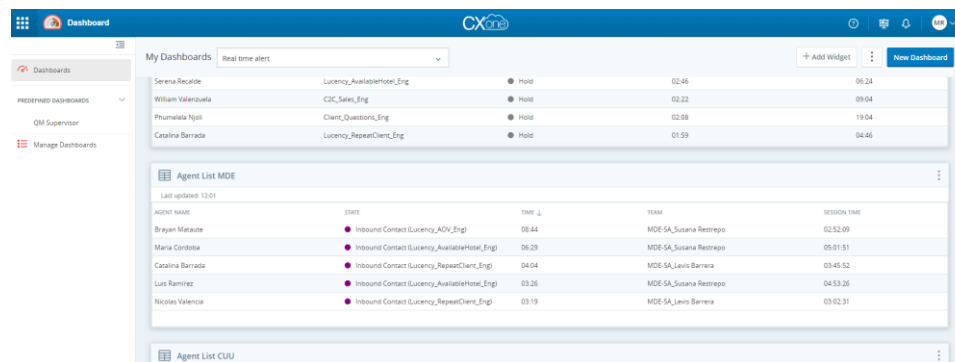 Dashboard CXone MR
My Dashboards Real time alert + Add Widget New Dashboard
Dashboards
PREDEFINED DASHBOARDS
QM Supervisor
Manage Dashboards
Serena Recalde Lucency_AvailableHotel_Eng Hold 02:46 06:24
William Valenzuela C2C_Sales_Eng Hold 02:22 09:04
Phumelela Njoli Client_Questions_Eng Hold 02:08 19:04
Catalina Barrada Lucency_RepeatClient_Eng Hold 01:59 04:46
Agent List MDE
Last updated: 12:01
AGENT NAME STATE TIME ↓ TEAM SESSION TIME
Brayan Mataute Inbound Contact (Lucency_AOV_Eng) 08:44 MDE-SA_Susana Restrepo 02:52:09
Maria Cordoba Inbound Contact (Lucency_AvailableHotel_Eng) 06:29 MDE-SA_Susana Restrepo 05:01:51
Catalina Barrada Inbound Contact (Lucency_RepeatClient_Eng) 04:04 MDE-SA_Levis Barrera 03:45:52
Luis Ramirez Inbound Contact (Lucency_AvailableHotel_Eng) 03:26 MDE-SA_Susana Restrepo 04:53:26
Nicolas Valencia Inbound Contact (Lucency_RepeatClient_Eng) 03:19 MDE-SA_Levis Barrera 03:02:31
Agent List CUU